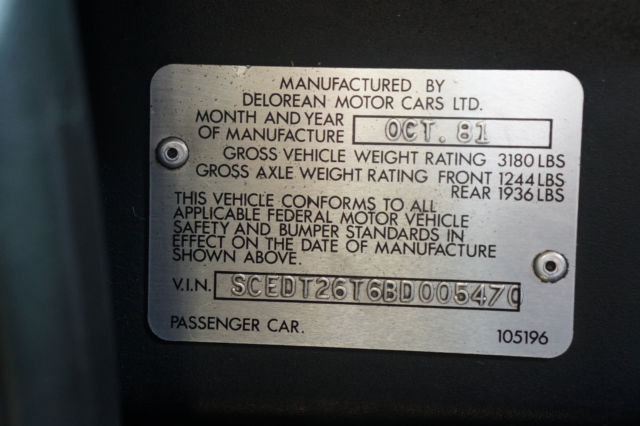 MANUFACTURED BY
DELOREAN MOTOR CARS LTD.
MONTH AND YEAR
OF MANUFACTURE OCT. 81
GROSS VEHICLE WEIGHT RATING 3180 LBS
GROSS AXLE WEIGHT RATING FRONT 1244 LBS
REAR 1936 LBS
THIS VEHICLE CONFORMS TO ALL
APPLICABLE FEDERAL MOTOR VEHICLE
SAFETY AND BUMPER STANDARDS IN
EFFECT ON THE DATE OF MANUFACTURE
SHOWN ABOVE.
V.I.N. SCEDT26T6BD005470
PASSENGER CAR.
105196